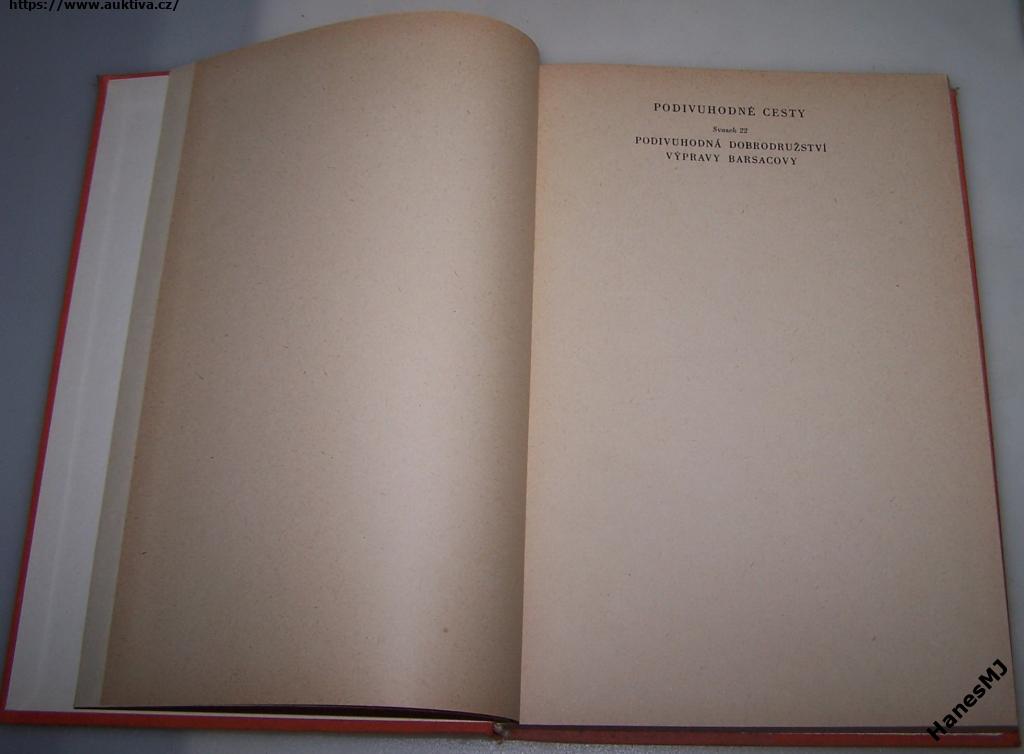 https://www.auktiva.cz/
PODIVUHODNÉ CESTY
Svazek 22
PODIVUHODNÁ DOBRODRUŽSTVÍ
VÝPRAVY BARSACOVY
HanesMJ